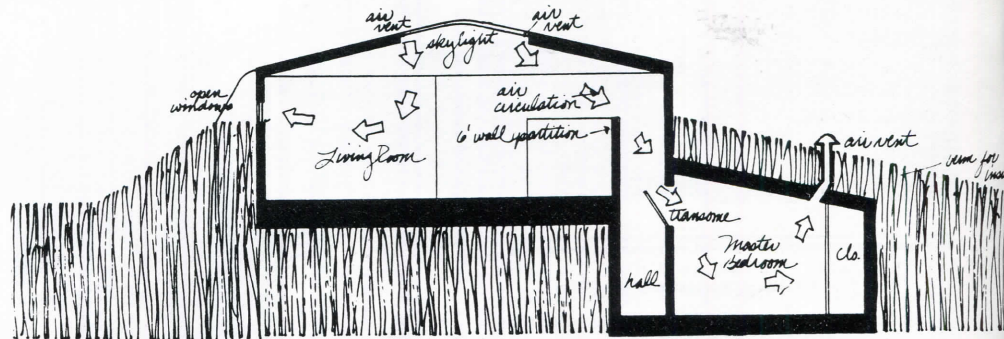 air
vent
air
vent
skylight
open
windows
air
circulation
6' wall partition
Living Room
air vent
transome
Master
Bedroom
clo.
hall
for